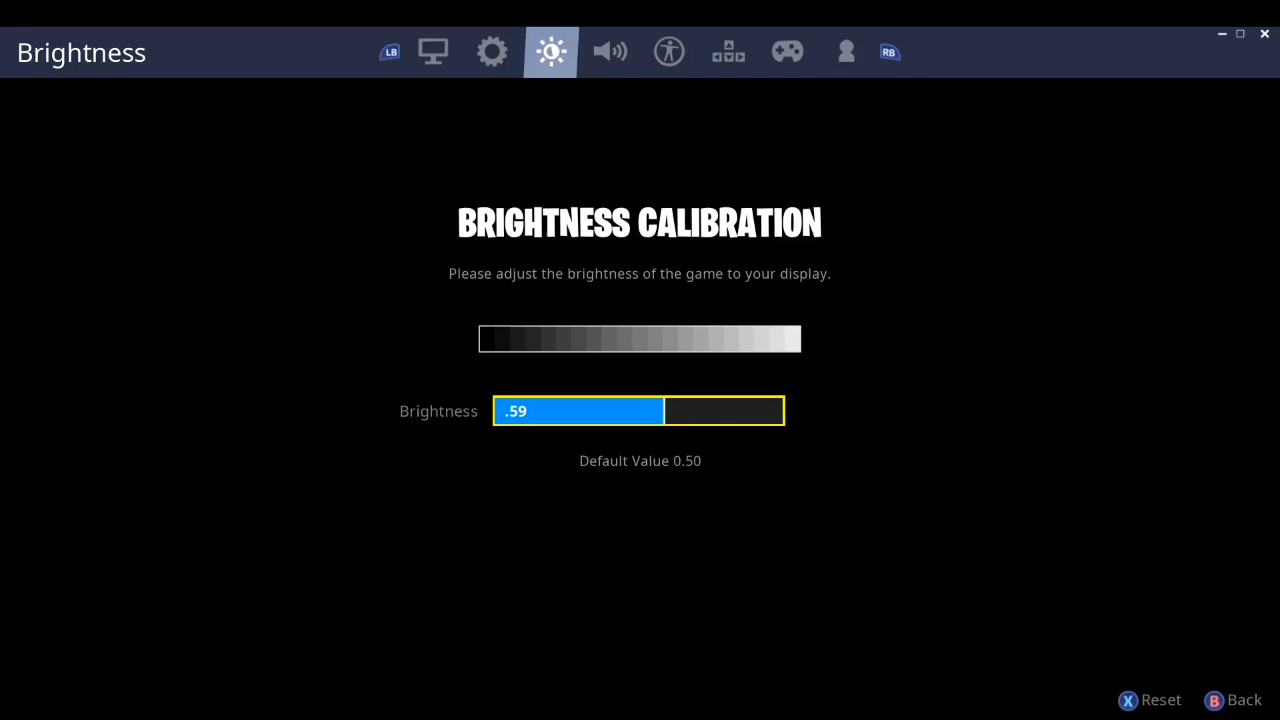 Brightness
LB
RB
BRIGHTNESS CALIBRATION
Please adjust the brightness of the game to your display.
Brightness .59
Default Value 0.50
X Reset B Back